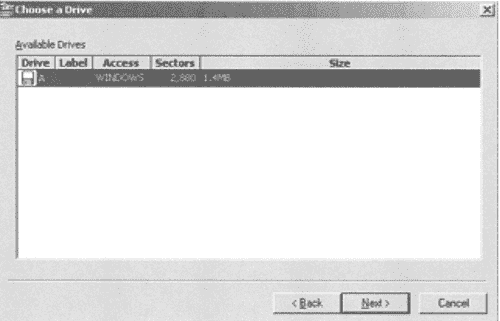 Choose a Drive
Available Drives
Drive Label Access Sectors Size
A WINDOWS 2,880 1.4MB
< Back Next > Cancel